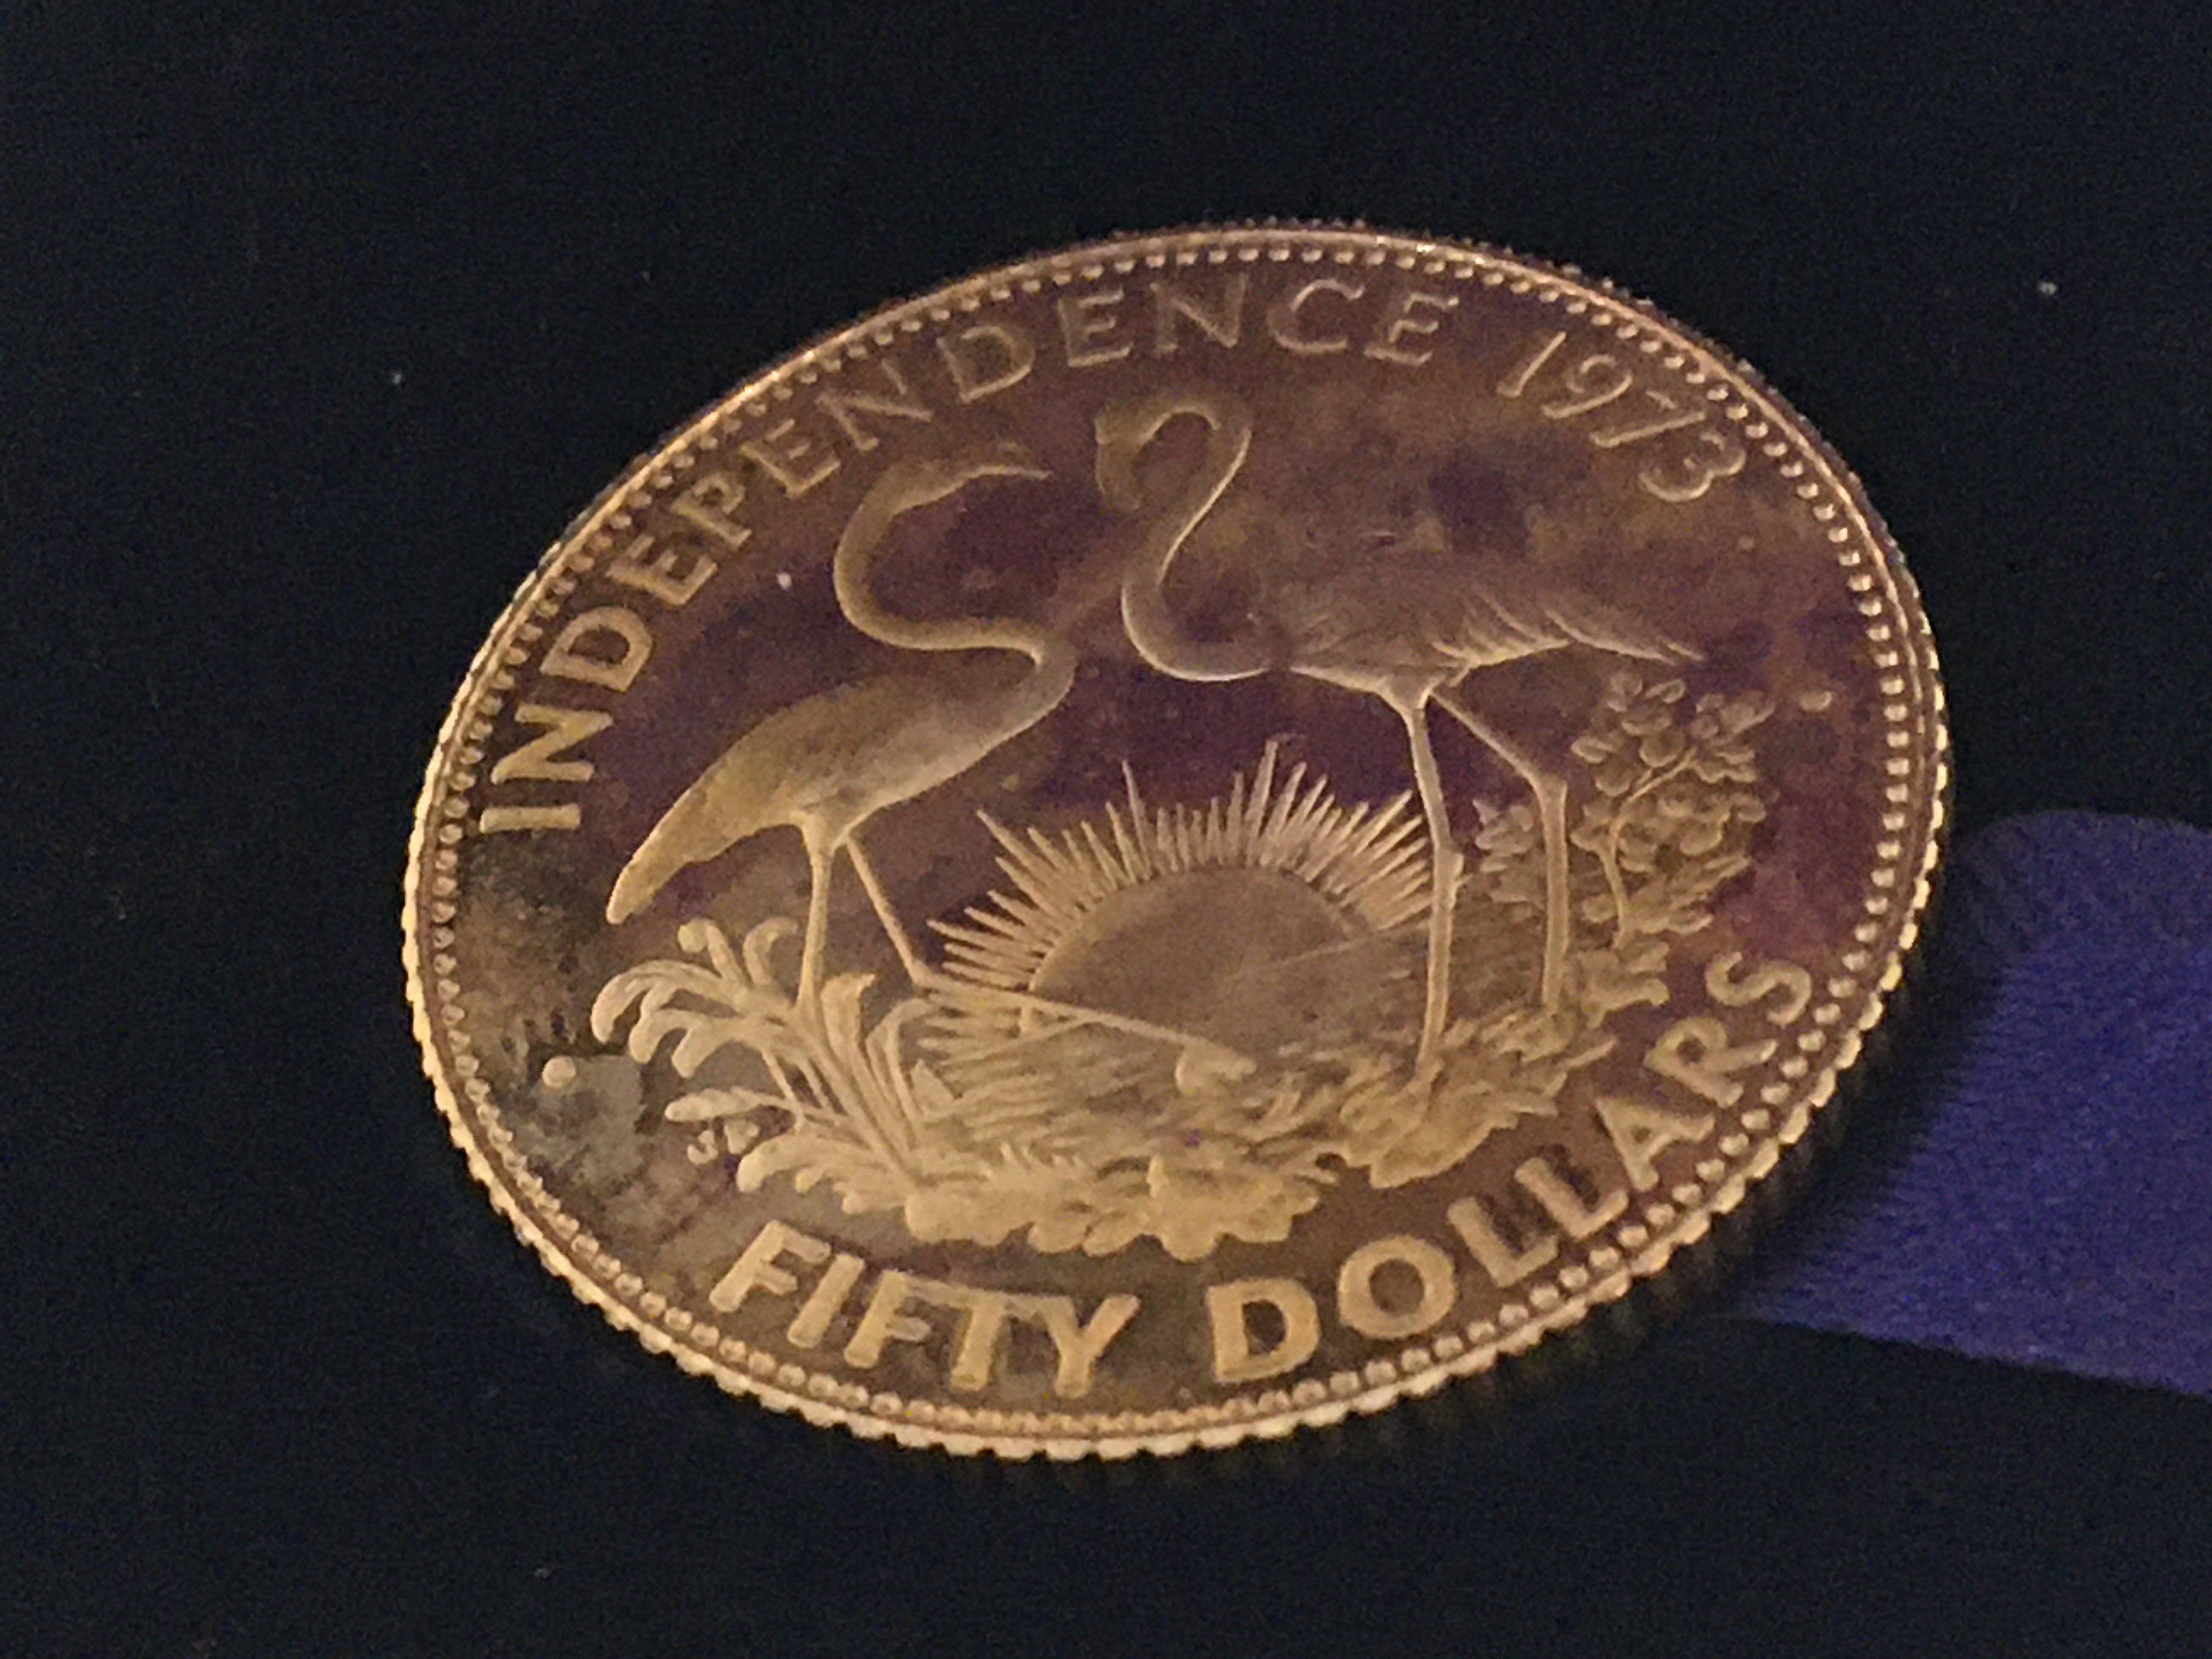 INDEPENDENCE 1973
FIFTY DOLLARS